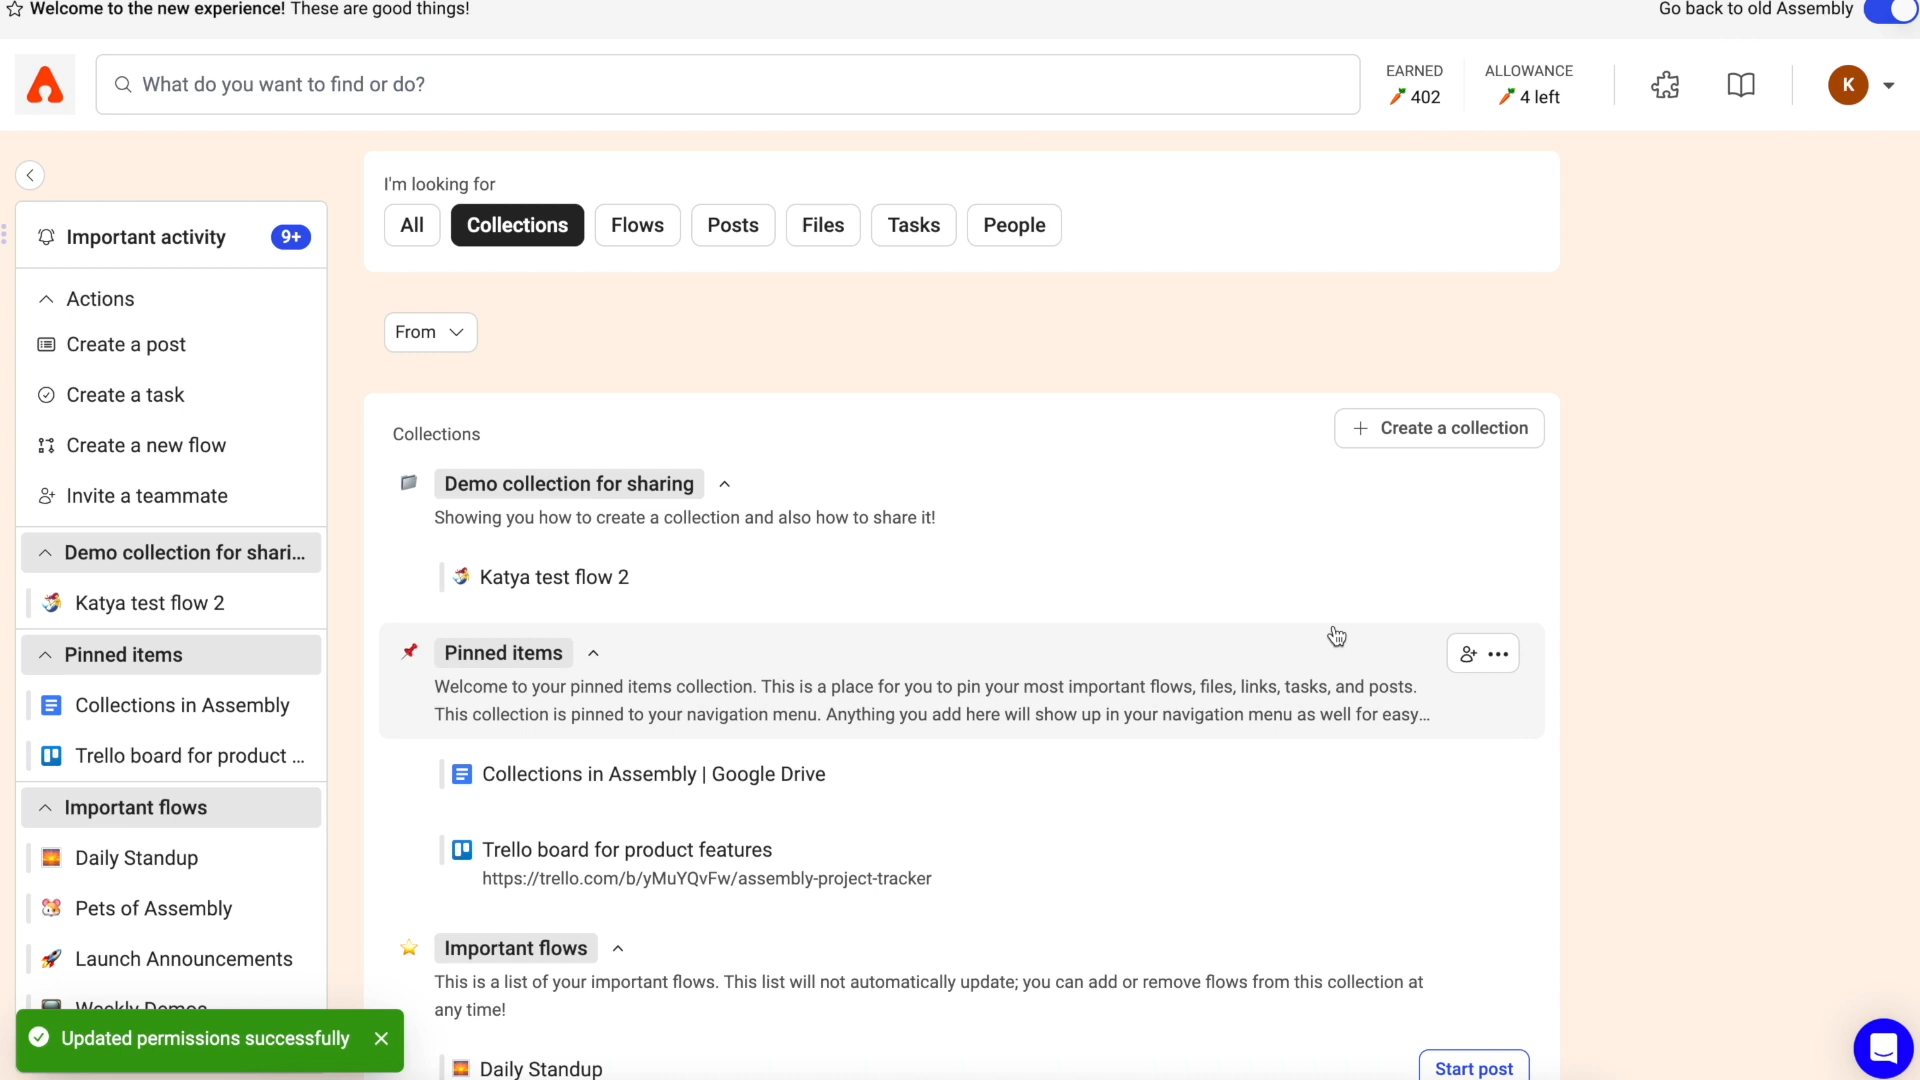 Welcome to the new experience! These are good things!
Go back to old Assembly
What do you want to find or do?
EARNED
402
ALLOWANCE
4 left
K
I'm looking for
All
Collections
Flows
Posts
Files
Tasks
People
From
Important activity
9+
Actions
Create a post
Create a task
Create a new flow
Invite a teammate
Demo collection for shari...
Katya test flow 2
Pinned items
Collections in Assembly
Trello board for product ...
Important flows
Daily Standup
Pets of Assembly
Launch Announcements
Weekly Demos
Updated permissions successfully
Collections
Create a collection
Demo collection for sharing
Showing you how to create a collection and also how to share it!
Katya test flow 2
Pinned items
Welcome to your pinned items collection. This is a place for you to pin your most important flows, files, links, tasks, and posts.
This collection is pinned to your navigation menu. Anything you add here will show up in your navigation menu as well for easy...
Collections in Assembly | Google Drive
Trello board for product features
https://trello.com/b/yMuYQvFw/assembly-project-tracker
Important flows
This is a list of your important flows. This list will not automatically update; you can add or remove flows from this collection at
any time!
Daily Standup
Start post